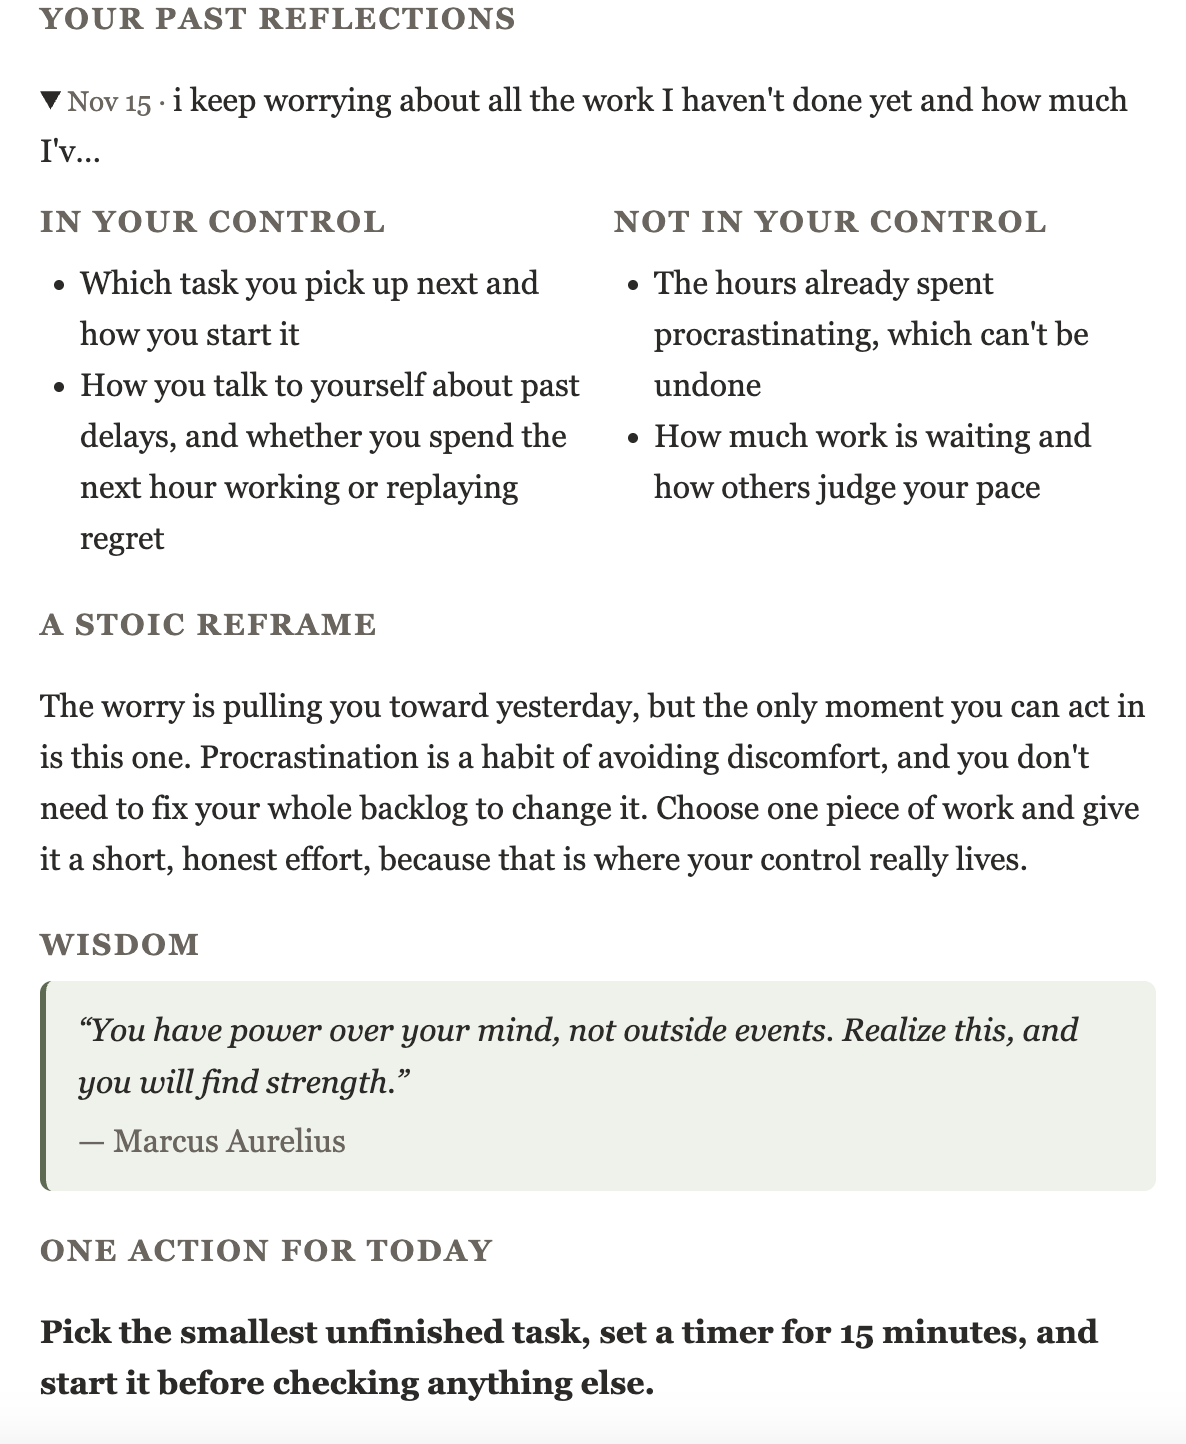 YOUR PAST REFLECTIONS
▼ Nov 15 · i keep worrying about all the work I haven't done yet and how much
I'v...
IN YOUR CONTROL
• Which task you pick up next and
how you start it
• How you talk to yourself about past
delays, and whether you spend the
next hour working or replaying
regret
NOT IN YOUR CONTROL
• The hours already spent
procrastinating, which can't be
undone
• How much work is waiting and
how others judge your pace
A STOIC REFRAME
The worry is pulling you toward yesterday, but the only moment you can act in
is this one. Procrastination is a habit of avoiding discomfort, and you don't
need to fix your whole backlog to change it. Choose one piece of work and give
it a short, honest effort, because that is where your control really lives.
WISDOM
“You have power over your mind, not outside events. Realize this, and
you will find strength.”
— Marcus Aurelius
ONE ACTION FOR TODAY
Pick the smallest unfinished task, set a timer for 15 minutes, and
start it before checking anything else.